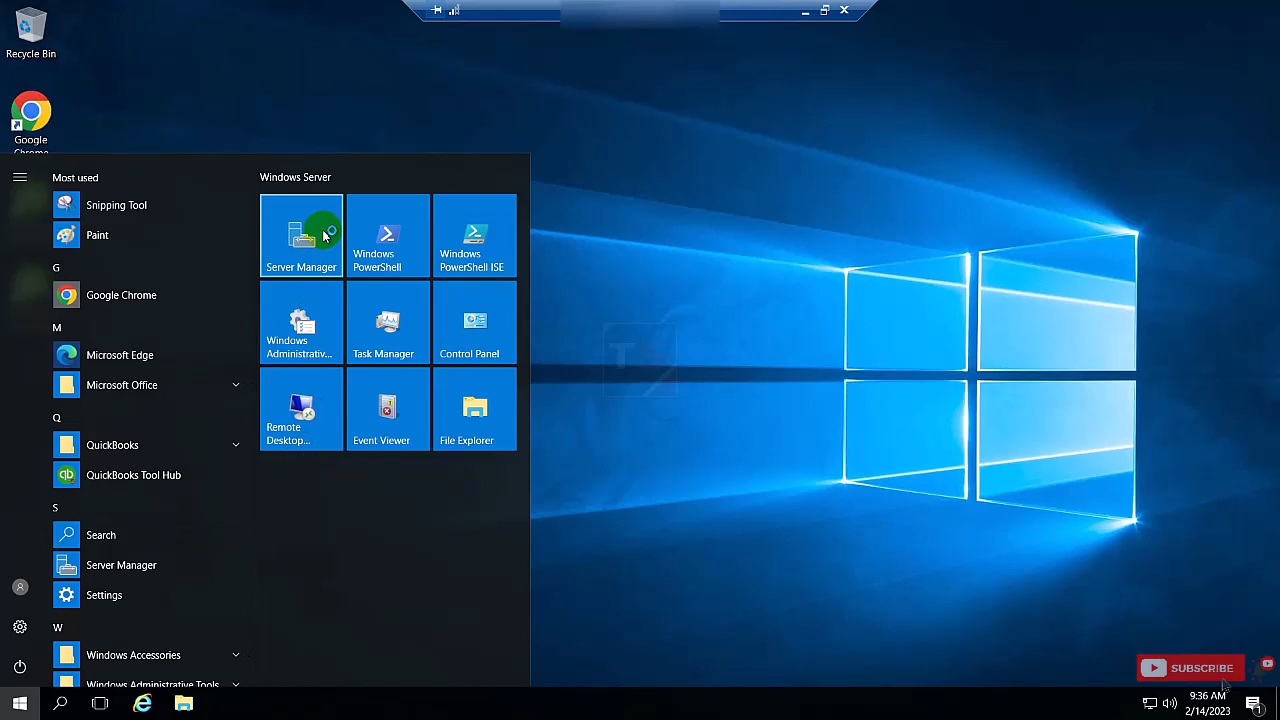 Recycle Bin
Google
Chrome
Most used
Snipping Tool
Paint
G
Google Chrome
M
Microsoft Edge
Microsoft Office
Q
QuickBooks
QuickBooks Tool Hub
S
Search
Server Manager
Settings
W
Windows Accessories
Windows Administrative Tools
Windows Server
Server Manager
Windows
PowerShell
Windows
PowerShell ISE
Windows
Administrativ...
Task Manager
Control Panel
Remote
Desktop...
Event Viewer
File Explorer
SUBSCRIBE
9:36 AM
2/14/2023
1